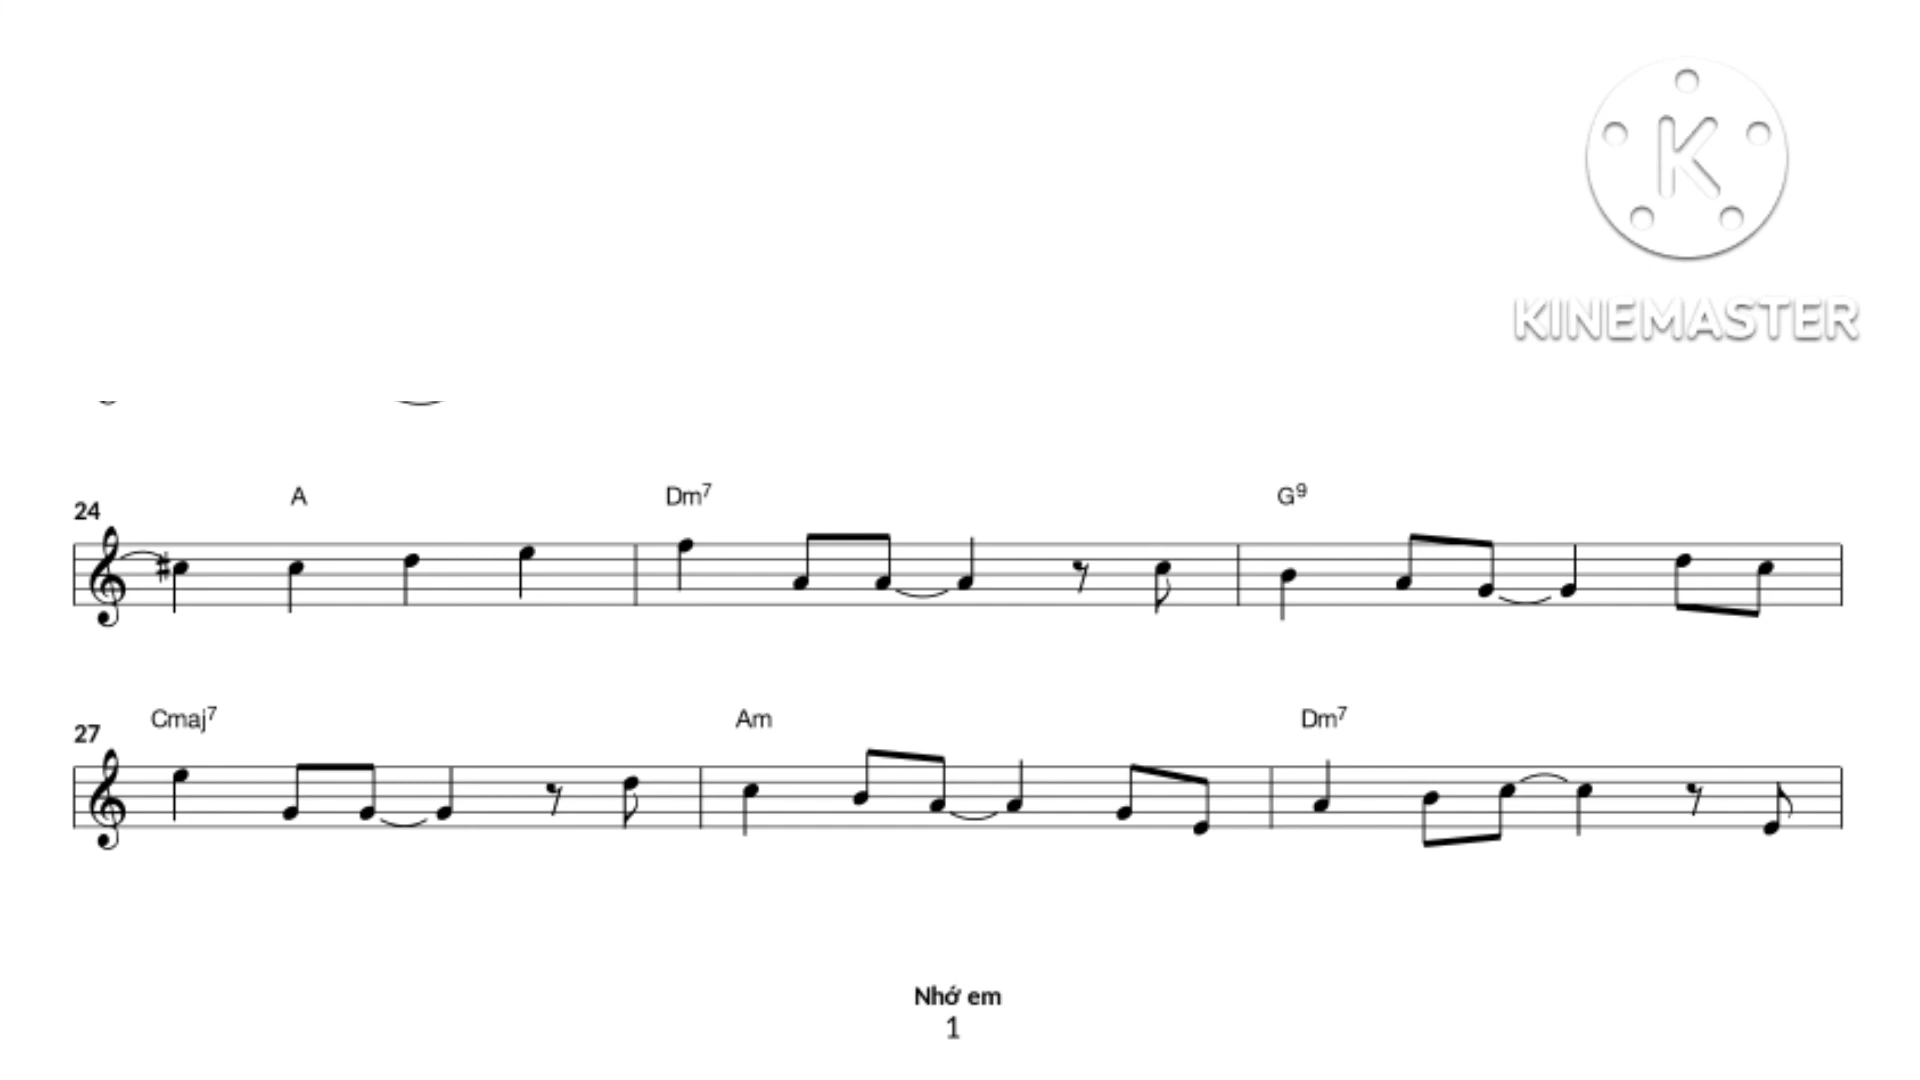 K
KINEMASTER
A Dm7 G9
24
Cmaj7 Am Dm7
27
Nhớ em
1